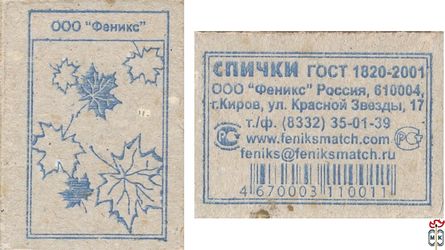 ООО "Феникс"
СПИЧКИ ГОСТ 1820-2001
ООО "Феникс" Россия, 610004,
г.Киров, ул. Красной Звезды, 17
т./ф. (8332) 35-01-39
www.feniksmatch.com
feniks@feniksmatch.ru
4 670003 110011